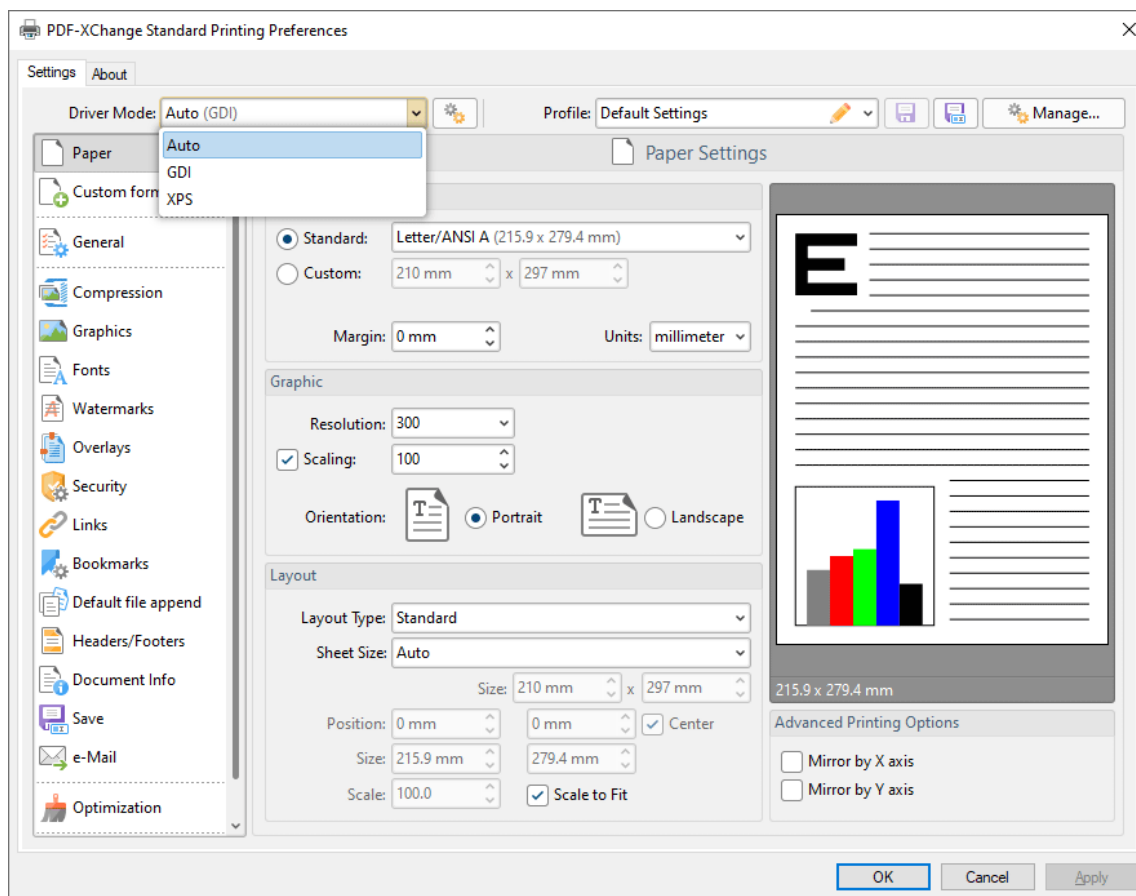 PDF-XChange Standard Printing Preferences
Settings About
Driver Mode: Auto (GDI) Profile: Default Settings Manage...
Auto
GDI
XPS
Paper
Custom form
General
Compression
Graphics
Fonts
Watermarks
Overlays
Security
Links
Bookmarks
Default file append
Headers/Footers
Document Info
Save
e-Mail
Optimization
Paper Settings
Standard: Letter/ANSI A (215.9 x 279.4 mm)
Custom: 210 mm x 297 mm
Margin: 0 mm Units: millimeter
Graphic
Resolution: 300
Scaling: 100
Orientation: T Portrait T Landscape
Layout
Layout Type: Standard
Sheet Size: Auto
Size: 210 mm x 297 mm
Position: 0 mm 0 mm Center
Size: 215.9 mm 279.4 mm
Scale: 100.0 Scale to Fit
E
215.9 x 279.4 mm
Advanced Printing Options
Mirror by X axis
Mirror by Y axis
OK Cancel Apply